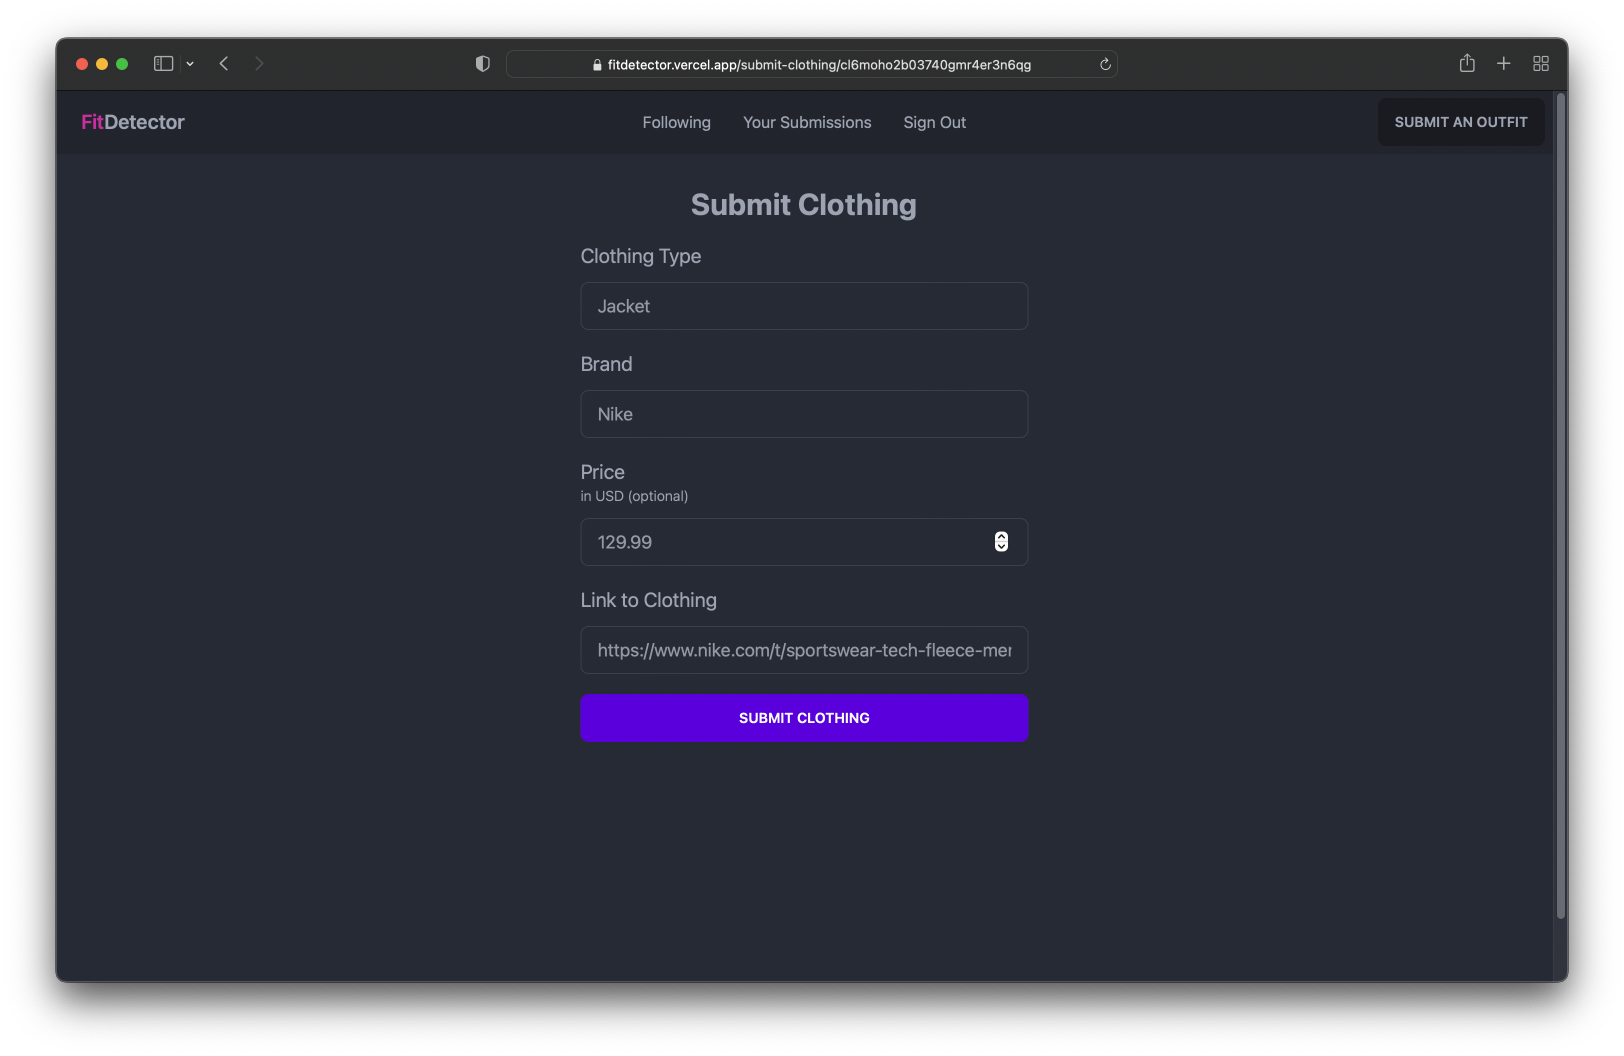 fitdetector.vercel.app/submit-clothing/cl6moho2b03740gmr4er3n6qg
FitDetector
Following
Your Submissions
Sign Out
SUBMIT AN OUTFIT
Submit Clothing
Clothing Type
Jacket
Brand
Nike
Price
in USD (optional)
129.99
Link to Clothing
https://www.nike.com/t/sportswear-tech-fleece-mer
SUBMIT CLOTHING